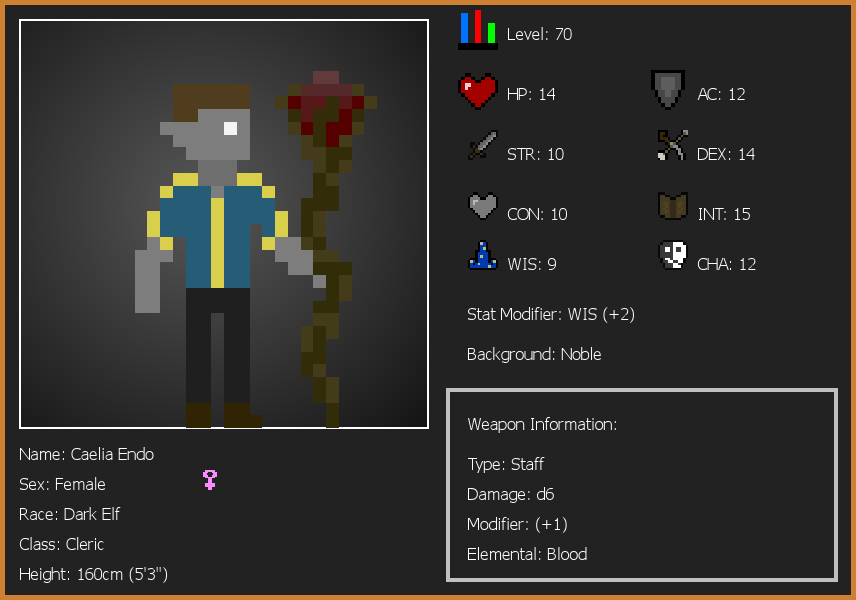 Level: 70
HP: 14
AC: 12
STR: 10
DEX: 14
CON: 10
INT: 15
WIS: 9
CHA: 12
Stat Modifier: WIS (+2)
Background: Noble
Weapon Information:
Type: Staff
Damage: d6
Modifier: (+1)
Elemental: Blood
Name: Caelia Endo
Sex: Female
Race: Dark Elf
Class: Cleric
Height: 160cm (5'3")